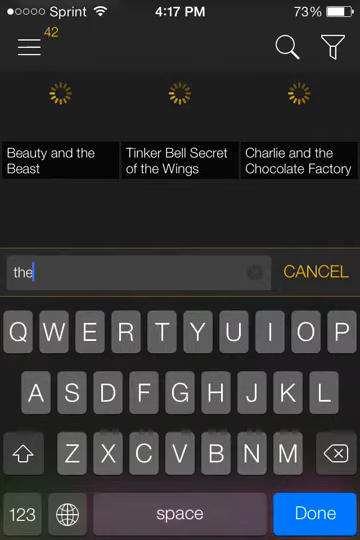 ●○○○○ Sprint 4:17 PM 73%
42
Beauty and the
Beast
Tinker Bell Secret
of the Wings
Charlie and the
Chocolate Factory
the CANCEL
Q W E R T Y U I O P
A S D F G H J K L
Z X C V B N M
123 space Done